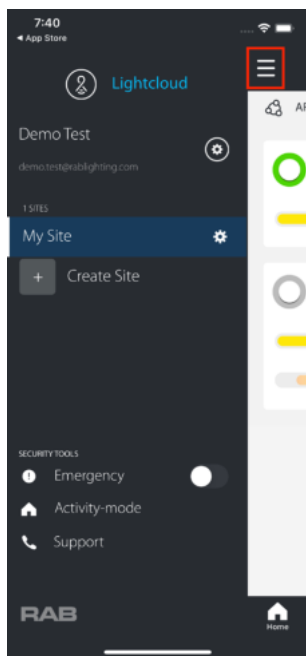 7:40
◀ App Store
Lightcloud
Demo Test
demo.test@rablighting.com
1 SITES
My Site
Create Site
SECURITY TOOLS
Emergency
Activity-mode
Support
RAB
Home